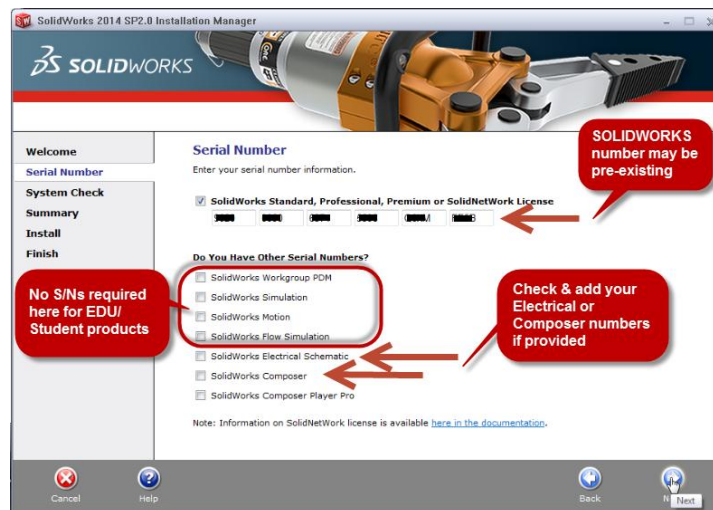 SolidWorks 2014 SP2.0 Installation Manager
SOLIDWORKS
Welcome
Serial Number
System Check
Summary
Install
Finish
Serial Number
Enter your serial number information.
SolidWorks Standard, Professional, Premium or SolidNetWork License
Do You Have Other Serial Numbers?
SolidWorks Workgroup PDM
SolidWorks Simulation
SolidWorks Motion
SolidWorks Flow Simulation
SolidWorks Electrical Schematic
SolidWorks Composer
SolidWorks Composer Player Pro
Note: Information on SolidNetWork license is available here in the documentation.
SOLIDWORKS
number may be
pre-existing
No S/Ns required
here for EDU/
Student products
Check & add your
Electrical or
Composer numbers
if provided
Cancel
Help
Back
Next